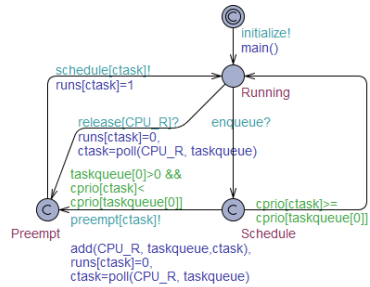 C
initialize!
main()
schedule[ctask]!
runs[ctask]=1
Running
release[CPU_R]?
runs[ctask]=0,
ctask=poll(CPU_R, taskqueue)
enqueue?
taskqueue[0]>0 &&
cprio[ctask]<
cprio[taskqueue[0]]
C
C
cprio[ctask]>=
cprio[taskqueue[0]]
Preempt
preempt[ctask]!
Schedule
add(CPU_R, taskqueue,ctask),
runs[ctask]=0,
ctask=poll(CPU_R, taskqueue)